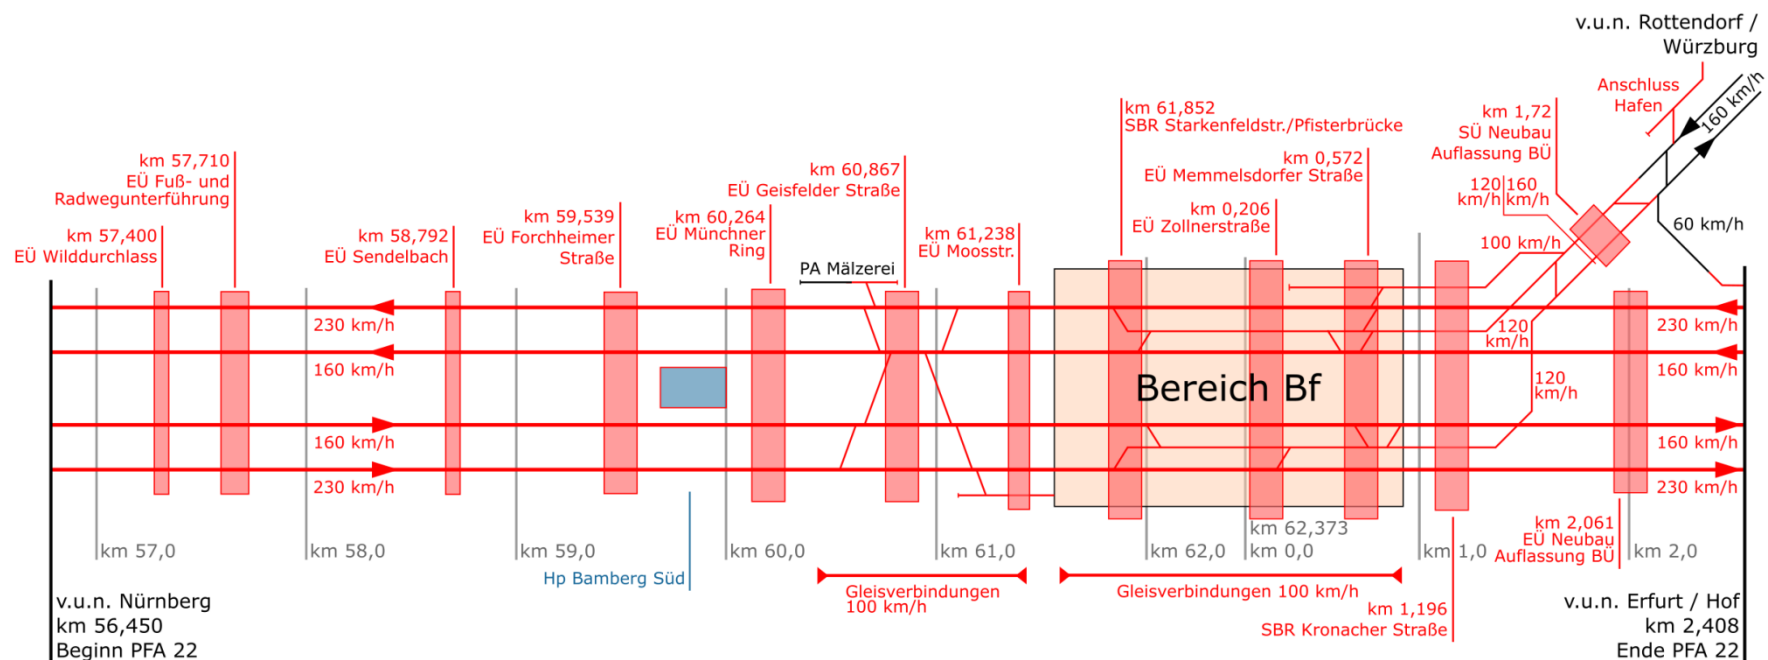 v.u.n. Rottendorf /
Würzburg
Anschluss
Hafen
160 km/h
km 61,852
SBR Starkenfeldstr./Pfisterbrücke
km 1,72
SÜ Neubau
Auflassung BÜ
km 57,710
EÜ Fuß- und
Radwegunterführung
km 60,867
EÜ Geisfelder Straße
km 0,572
EÜ Memmelsdorfer Straße
120 160
km/h km/h
km 57,400
EÜ Wilddurchlass
km 58,792
EÜ Sendelbach
km 59,539
EÜ Forchheimer
Straße
km 60,264
EÜ Münchner
Ring
km 61,238
EÜ Moosstr.
km 0,206
EÜ Zollnerstraße
60 km/h
100 km/h
PA Mälzerei
230 km/h
120
km/h
230 km/h
160 km/h
160 km/h
Bereich Bf
120
km/h
160 km/h
160 km/h
230 km/h
230 km/h
km 57,0
km 58,0
km 59,0
km 60,0
km 61,0
km 62,0
km 62,373
km 0,0
km 1,0
km 2,0
km 2,061
EÜ Neubau
Auflassung BÜ
Hp Bamberg Süd
Gleisverbindungen
100 km/h
Gleisverbindungen 100 km/h
km 1,196
SBR Kronacher Straße
v.u.n. Nürnberg
km 56,450
Beginn PFA 22
v.u.n. Erfurt / Hof
km 2,408
Ende PFA 22